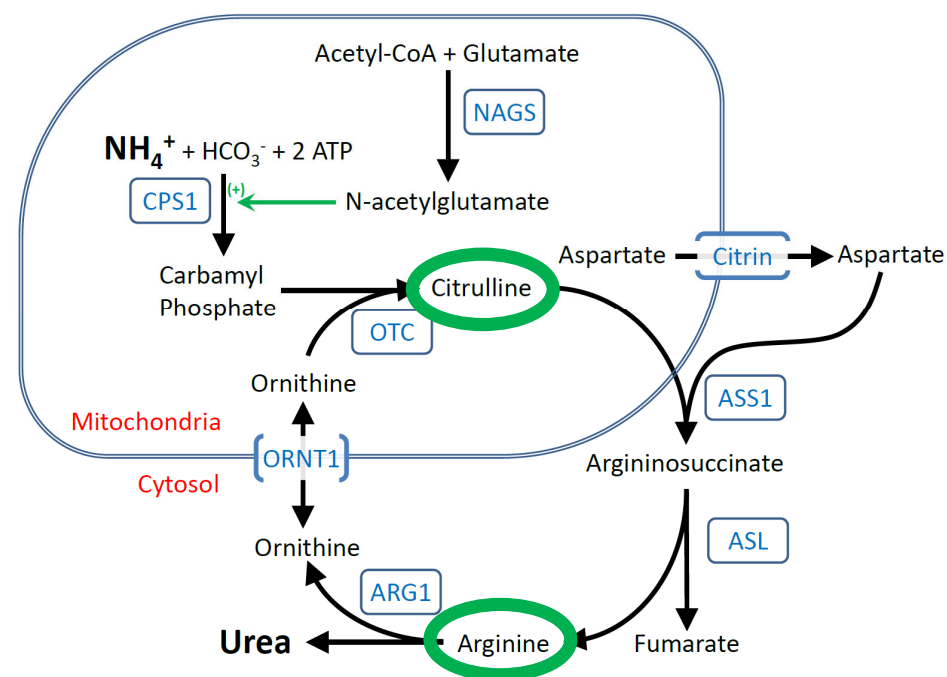 Acetyl-CoA + Glutamate
NAGS
NH₄⁺ + HCO₃⁻ + 2 ATP
CPS1
(+)
N-acetylglutamate
Aspartate
Citrin
Aspartate
Carbamyl
Phosphate
Citrulline
OTC
Ornithine
ASS1
Mitochondria
ORNT1
Argininosuccinate
Cytosol
Ornithine
ASL
ARG1
Urea
Arginine
Fumarate